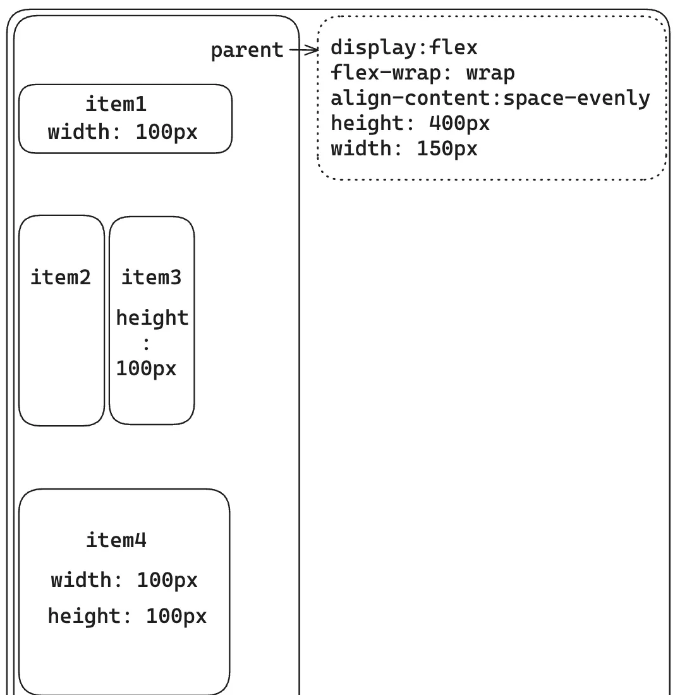 parent
display:flex
flex-wrap: wrap
align-content:space-evenly
height: 400px
width: 150px
item1
width: 100px
item2
item3
height
:
100px
item4
width: 100px
height: 100px